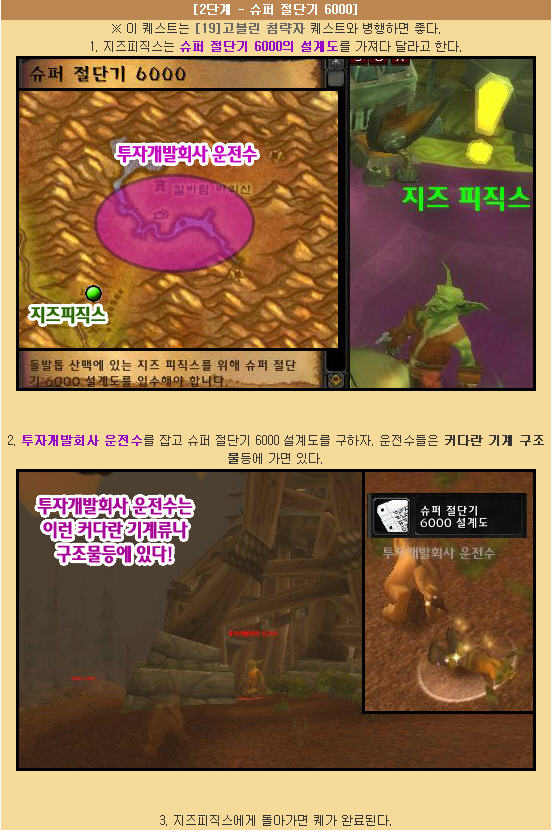 [2단계 - 슈퍼 절단기 6000]
※ 이 퀘스트는 [19]고블린 침략자 퀘스트와 병행하면 좋다.
1. 지즈피직스는 슈퍼 절단기 6000의 설계도를 가져다 달라고 한다.
슈퍼 절단기 6000
투자개발회사 운전수
지즈피직스
돌발톱 산맥에 있는 지즈 피직스를 위해 슈퍼 절단
기 6000 설계도를 입수해야 합니다.
지즈 피직스
2. 투자개발회사 운전수를 잡고 슈퍼 절단기 6000 설계도를 구하자. 운전수들은 커다란 기계 구조
물등에 가면 있다.
투자개발회사 운전수는
이런 커다란 기계류나
구조물등에 있다!
슈퍼 절단기
6000 설계도
투자개발회사 운전수
3. 지즈피직스에게 돌아가면 퀘가 완료된다.